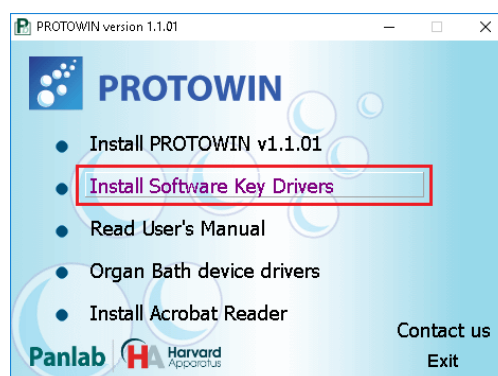 PROTOWIN version 1.1.01
PROTOWIN
Install PROTOWIN v1.1.01
Install Software Key Drivers
Read User's Manual
Organ Bath device drivers
Install Acrobat Reader
Contact us
Panlab HA Harvard
Apparatus
Exit